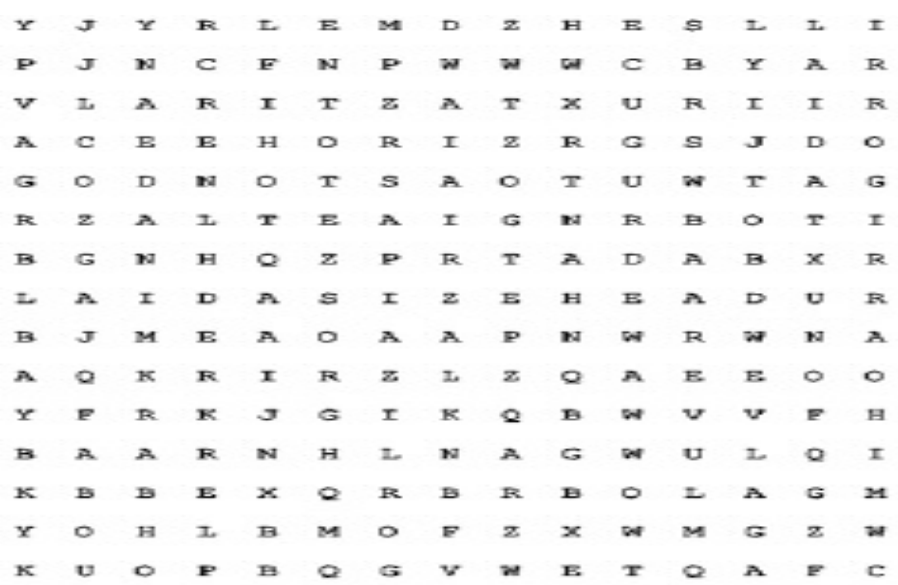 Y J Y R L E M D Z H E S L L I
P J N C F N P W W W C B Y A R
V L A R I T Z A T X U R I I R
A C E E H O R I Z R G S J D O
G O D N O T S A O T U W T A G
R Z A L T E A I G N R B O T I
B G N H Q Z P R T A D A B X R
L A I D A S I Z E H E A D U R
B J M E A O A A P N W R W N A
A Q K R I R Z L Z Q A E E O O
Y F R K J G I K Q B W V V F H
B A A R N H L N A G W U L Q I
K B B E X Q R B R B O L A G M
Y O H L B M O F Z X W M G Z W
K U O P B Q G V W E T Q A F C